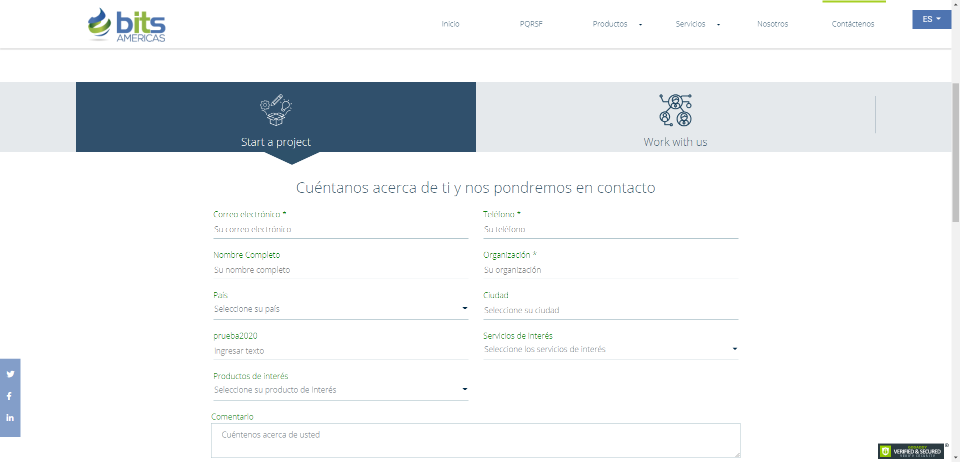 bits
AMERICAS
Inicio
PQRSF
Productos
Servicios
Nosotros
Contáctenos
ES
Start a project
Work with us
Cuéntanos acerca de ti y nos pondremos en contacto
Correo electrónico *
Teléfono *
Su correo electrónico
Su teléfono
Nombre Completo
Organización *
Su nombre completo
Su organización
País
Ciudad
Seleccione su país
Seleccione su ciudad
prueba2020
Servicios de Interés
Ingresar texto
Seleccione los servicios de interés
Productos de interés
Seleccione su producto de interés
Comentario
Cuéntenos acerca de usted
VERIFIED & SECURED